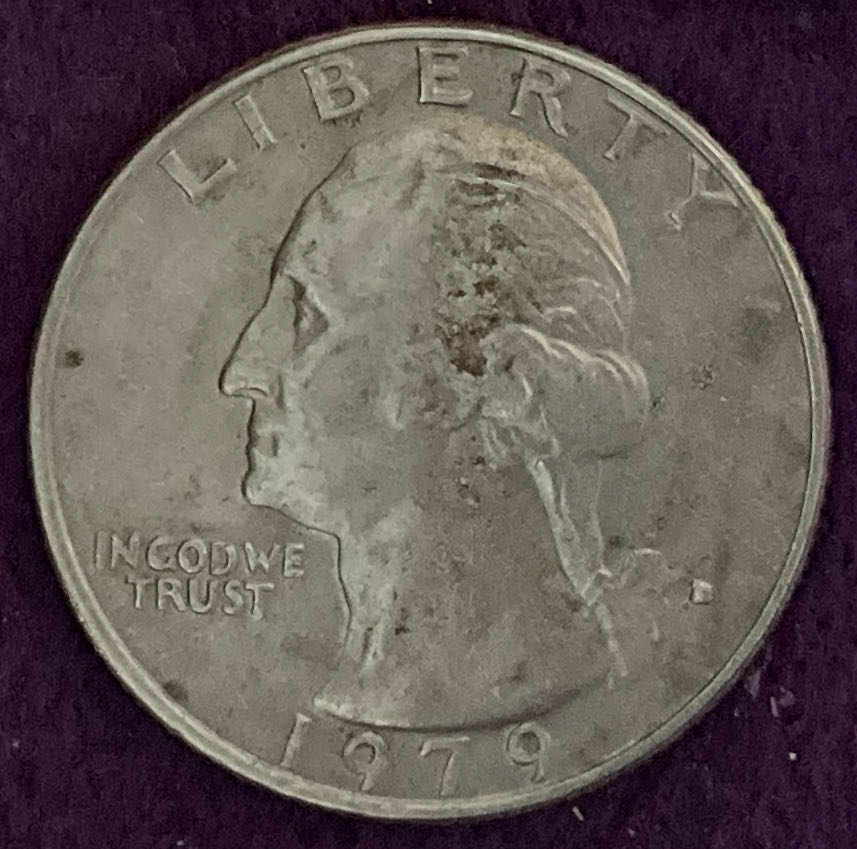 LIBERTY
IN GOD WE
TRUST
1979